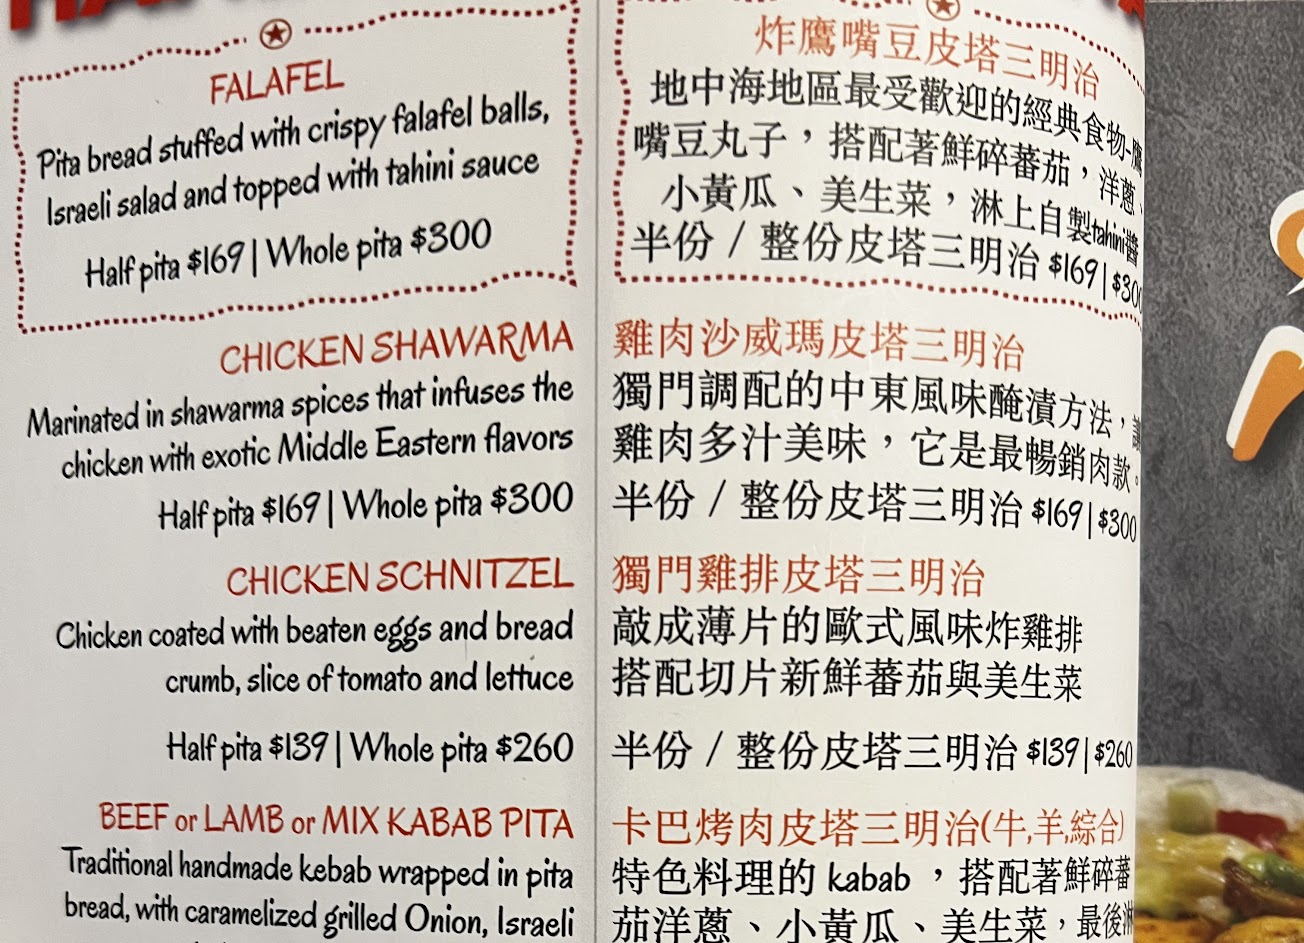 FALAFEL
Pita bread stuffed with crispy falafel balls,
Israeli salad and topped with tahini sauce
Half pita $169 | Whole pita $300
CHICKEN SHAWARMA
Marinated in shawarma spices that infuses the
chicken with exotic Middle Eastern flavors
Half pita $169 | Whole pita $300
CHICKEN SCHNITZEL
Chicken coated with beaten eggs and bread
crumb, slice of tomato and lettuce
Half pita $139 | Whole pita $260
BEEF or LAMB or MIX KABAB PITA
Traditional handmade kebab wrapped in pita
bread, with caramelized grilled Onion, Israeli
炸鷹嘴豆皮塔三明治
地中海地區最受歡迎的經典食物-鷹
嘴豆丸子，搭配著鮮碎蕃茄，洋蔥、
小黃瓜、美生菜，淋上自製tahini醬
半份 / 整份皮塔三明治 $169 | $300
雞肉沙威瑪皮塔三明治
獨門調配的中東風味醃漬方法，
雞肉多汁美味，它是最暢銷肉款。
半份 / 整份皮塔三明治 $169 | $300
獨門雞排皮塔三明治
敲成薄片的歐式風味炸雞排
搭配切片新鮮蕃茄與美生菜
半份 / 整份皮塔三明治 $139 | $260
卡巴烤肉皮塔三明治(牛,羊,綜合)
特色料理的 kabab ，搭配著鮮碎蕃
茄洋蔥、小黃瓜、美生菜，最後淋